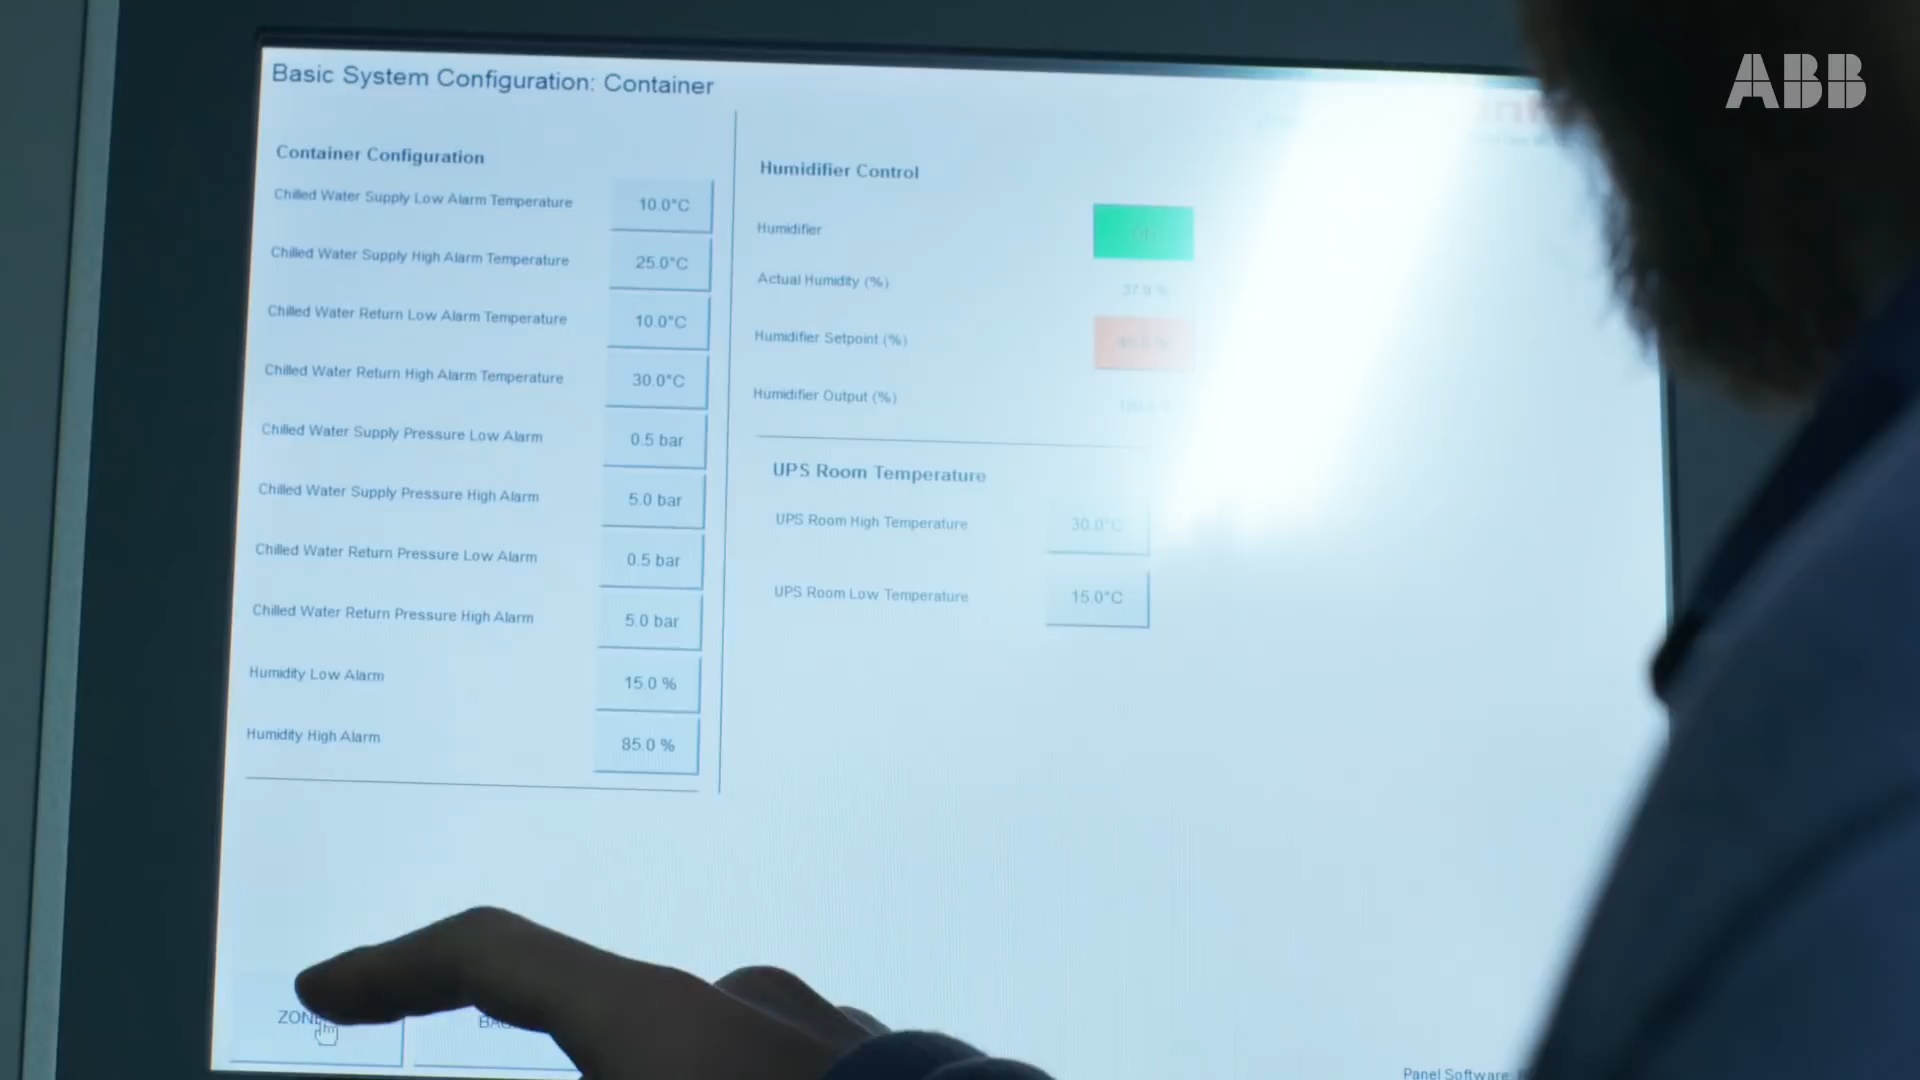 ABB
Basic System Configuration: Container
Container Configuration
Chilled Water Supply Low Alarm Temperature 10.0°C
Chilled Water Supply High Alarm Temperature 25.0°C
Chilled Water Return Low Alarm Temperature 10.0°C
Chilled Water Return High Alarm Temperature 30.0°C
Chilled Water Supply Pressure Low Alarm 0.5 bar
Chilled Water Supply Pressure High Alarm 5.0 bar
Chilled Water Return Pressure Low Alarm 0.5 bar
Chilled Water Return Pressure High Alarm 5.0 bar
Humidity Low Alarm 15.0 %
Humidity High Alarm 85.0 %
Humidifier Control
Humidifier
Actual Humidity (%)
Humidifier Setpoint (%)
Humidifier Output (%)
UPS Room Temperature
UPS Room High Temperature 30.0°C
UPS Room Low Temperature 15.0°C
Panel Software: